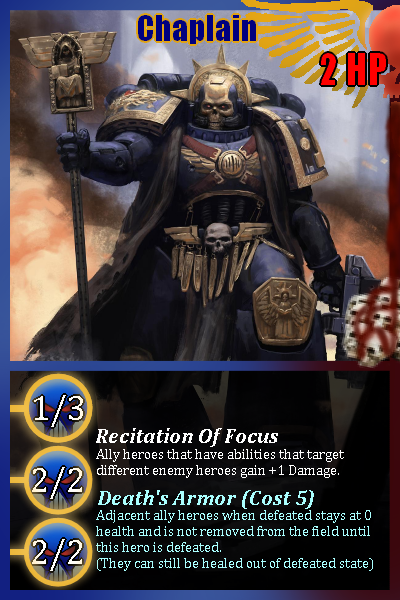 Chaplain
2 HP
1/3
2/2
2/2
Recitation Of Focus
Ally heroes that have abilities that target
different enemy heroes gain +1 Damage.
Death's Armor (Cost 5)
Adjacent ally heroes when defeated stays at 0
health and is not removed from the field until
this hero is defeated.
(They can still be healed out of defeated state)